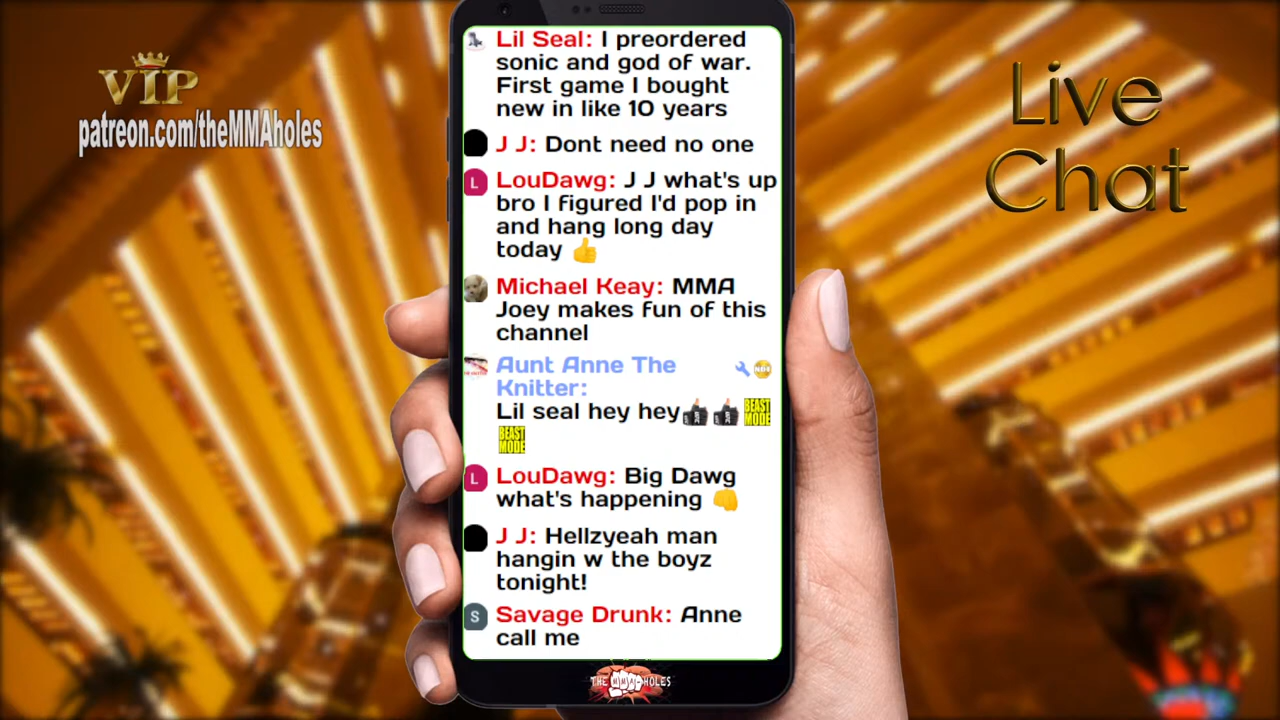 VIP
patreon.com/theMMAholes
Live
Chat
Lil Seal: I preordered
sonic and god of war.
First game I bought
new in like 10 years
J J: Dont need no one
L
LouDawg: J J what's up
bro I figured I'd pop in
and hang long day
today 👍
Michael Keay: MMA
Joey makes fun of this
channel
Aunt Anne The
Knitter:
Lil seal hey hey BEAST MODE
BEAST MODE
L
LouDawg: Big Dawg
what's happening 👊
J J: Hellzyeah man
hangin w the boyz
tonight!
S
Savage Drunk: Anne
call me
THE MMA-HOLES